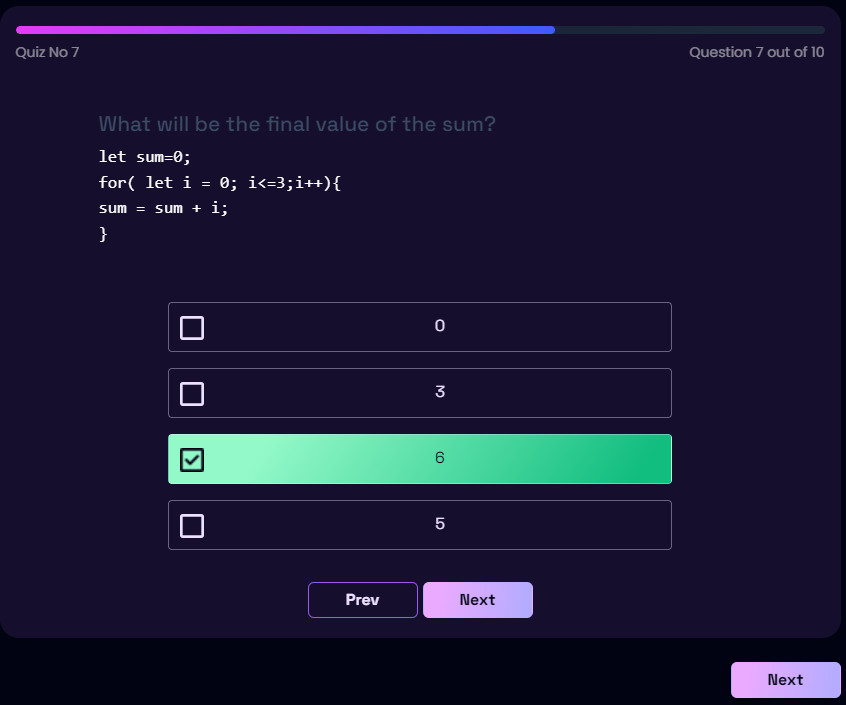 Quiz No 7
Question 7 out of 10
What will be the final value of the sum?
let sum=0;
for( let i = 0; i<=3;i++){
sum = sum + i;
}
0
3
6
5
Prev
Next
Next